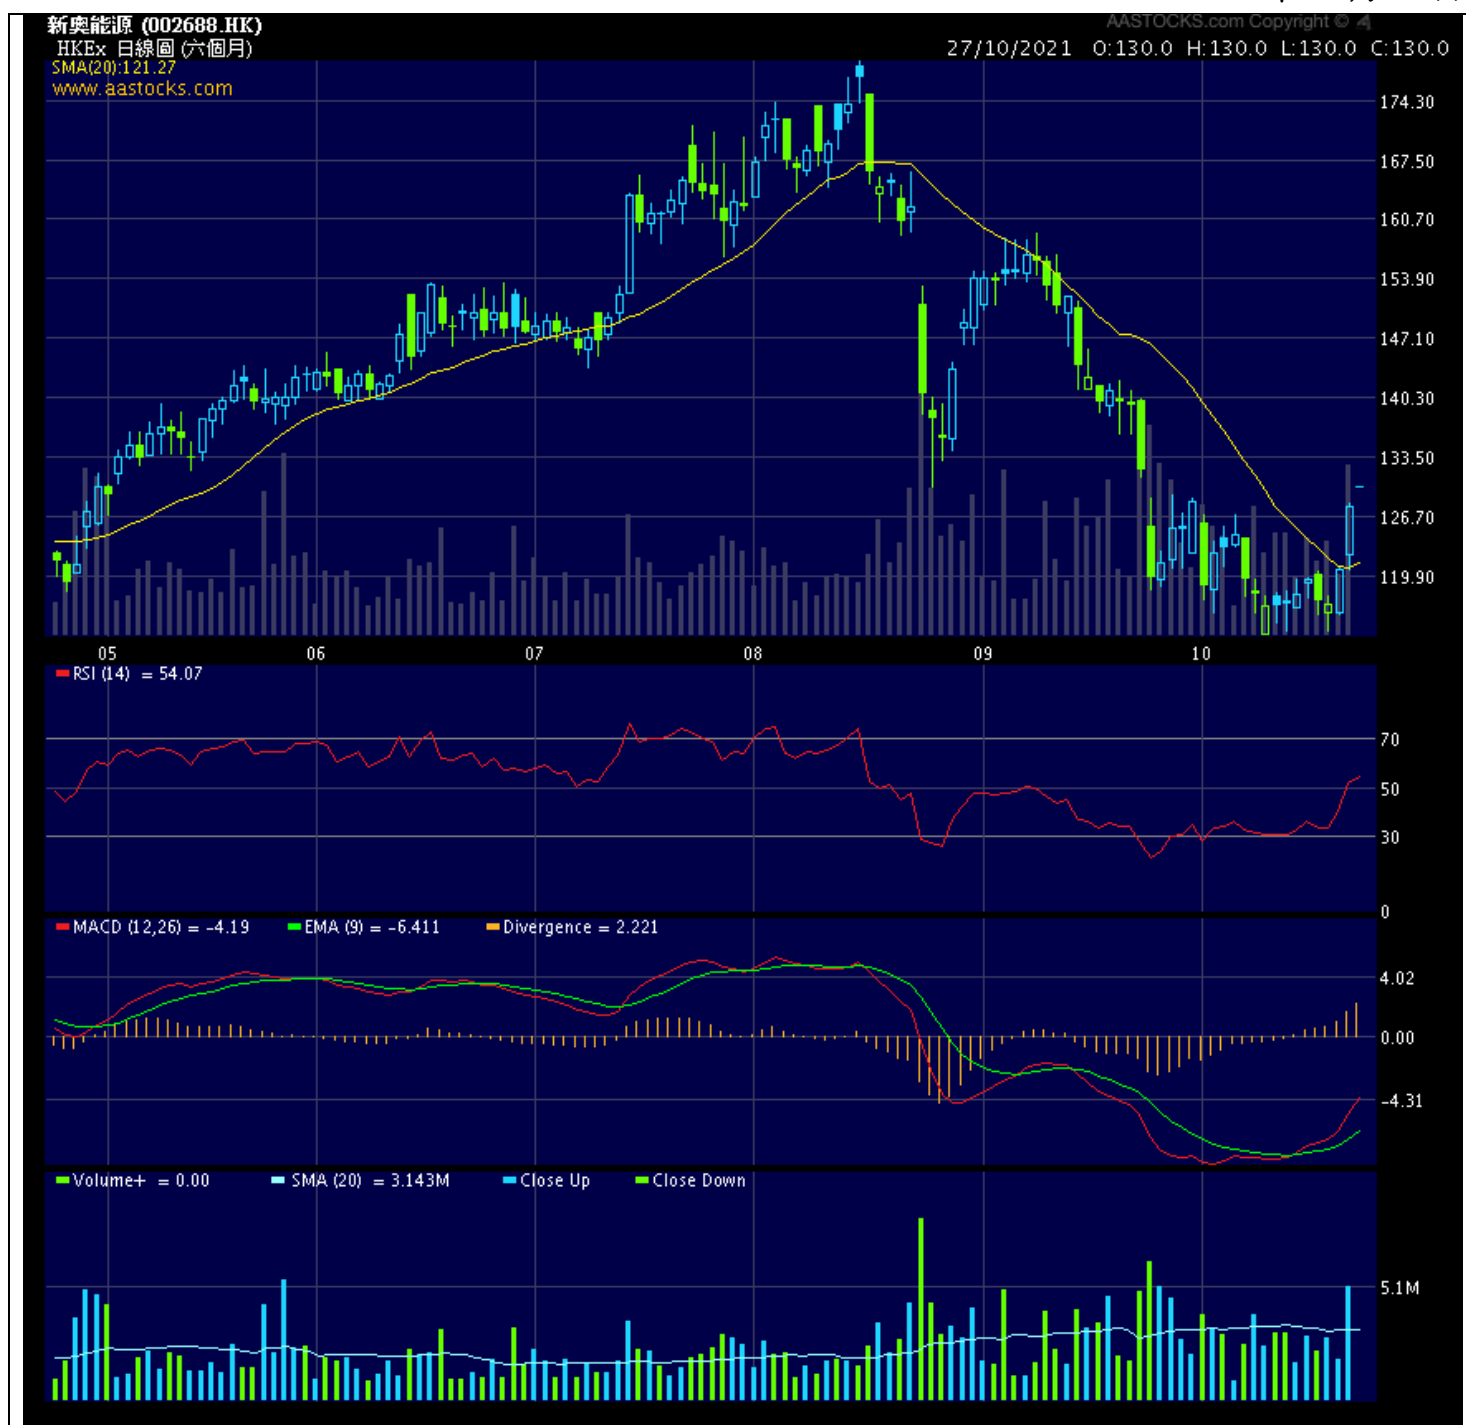 AASTOCKS.com Copyright ©
新奧能源 (002688.HK)
HKEx 日線圖 (六個月)
27/10/2021 O:130.0 H:130.0 L:130.0 C:130.0
SMA(20):121.27
www.aastocks.com
174.30
167.50
160.70
153.90
147.10
140.30
133.50
126.70
119.90
05 06 07 08 09 10
RSI (14) = 54.07
70
50
30
0
MACD (12,26) = -4.19 EMA (9) = -6.411 Divergence = 2.221
4.02
0.00
-4.31
Volume+ = 0.00 SMA (20) = 3.143M Close Up Close Down
5.1M